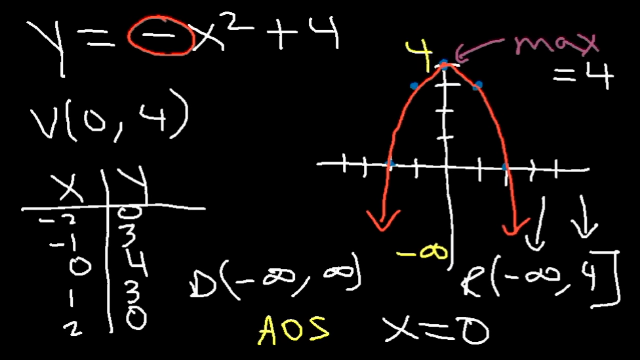 y = -x² + 4
4 max
= 4
V(0, 4)
x y
-2 0
-1 3
0 4
1 3
2 0
-∞
D(-∞, ∞)
R(-∞, 4]
AOS x=0